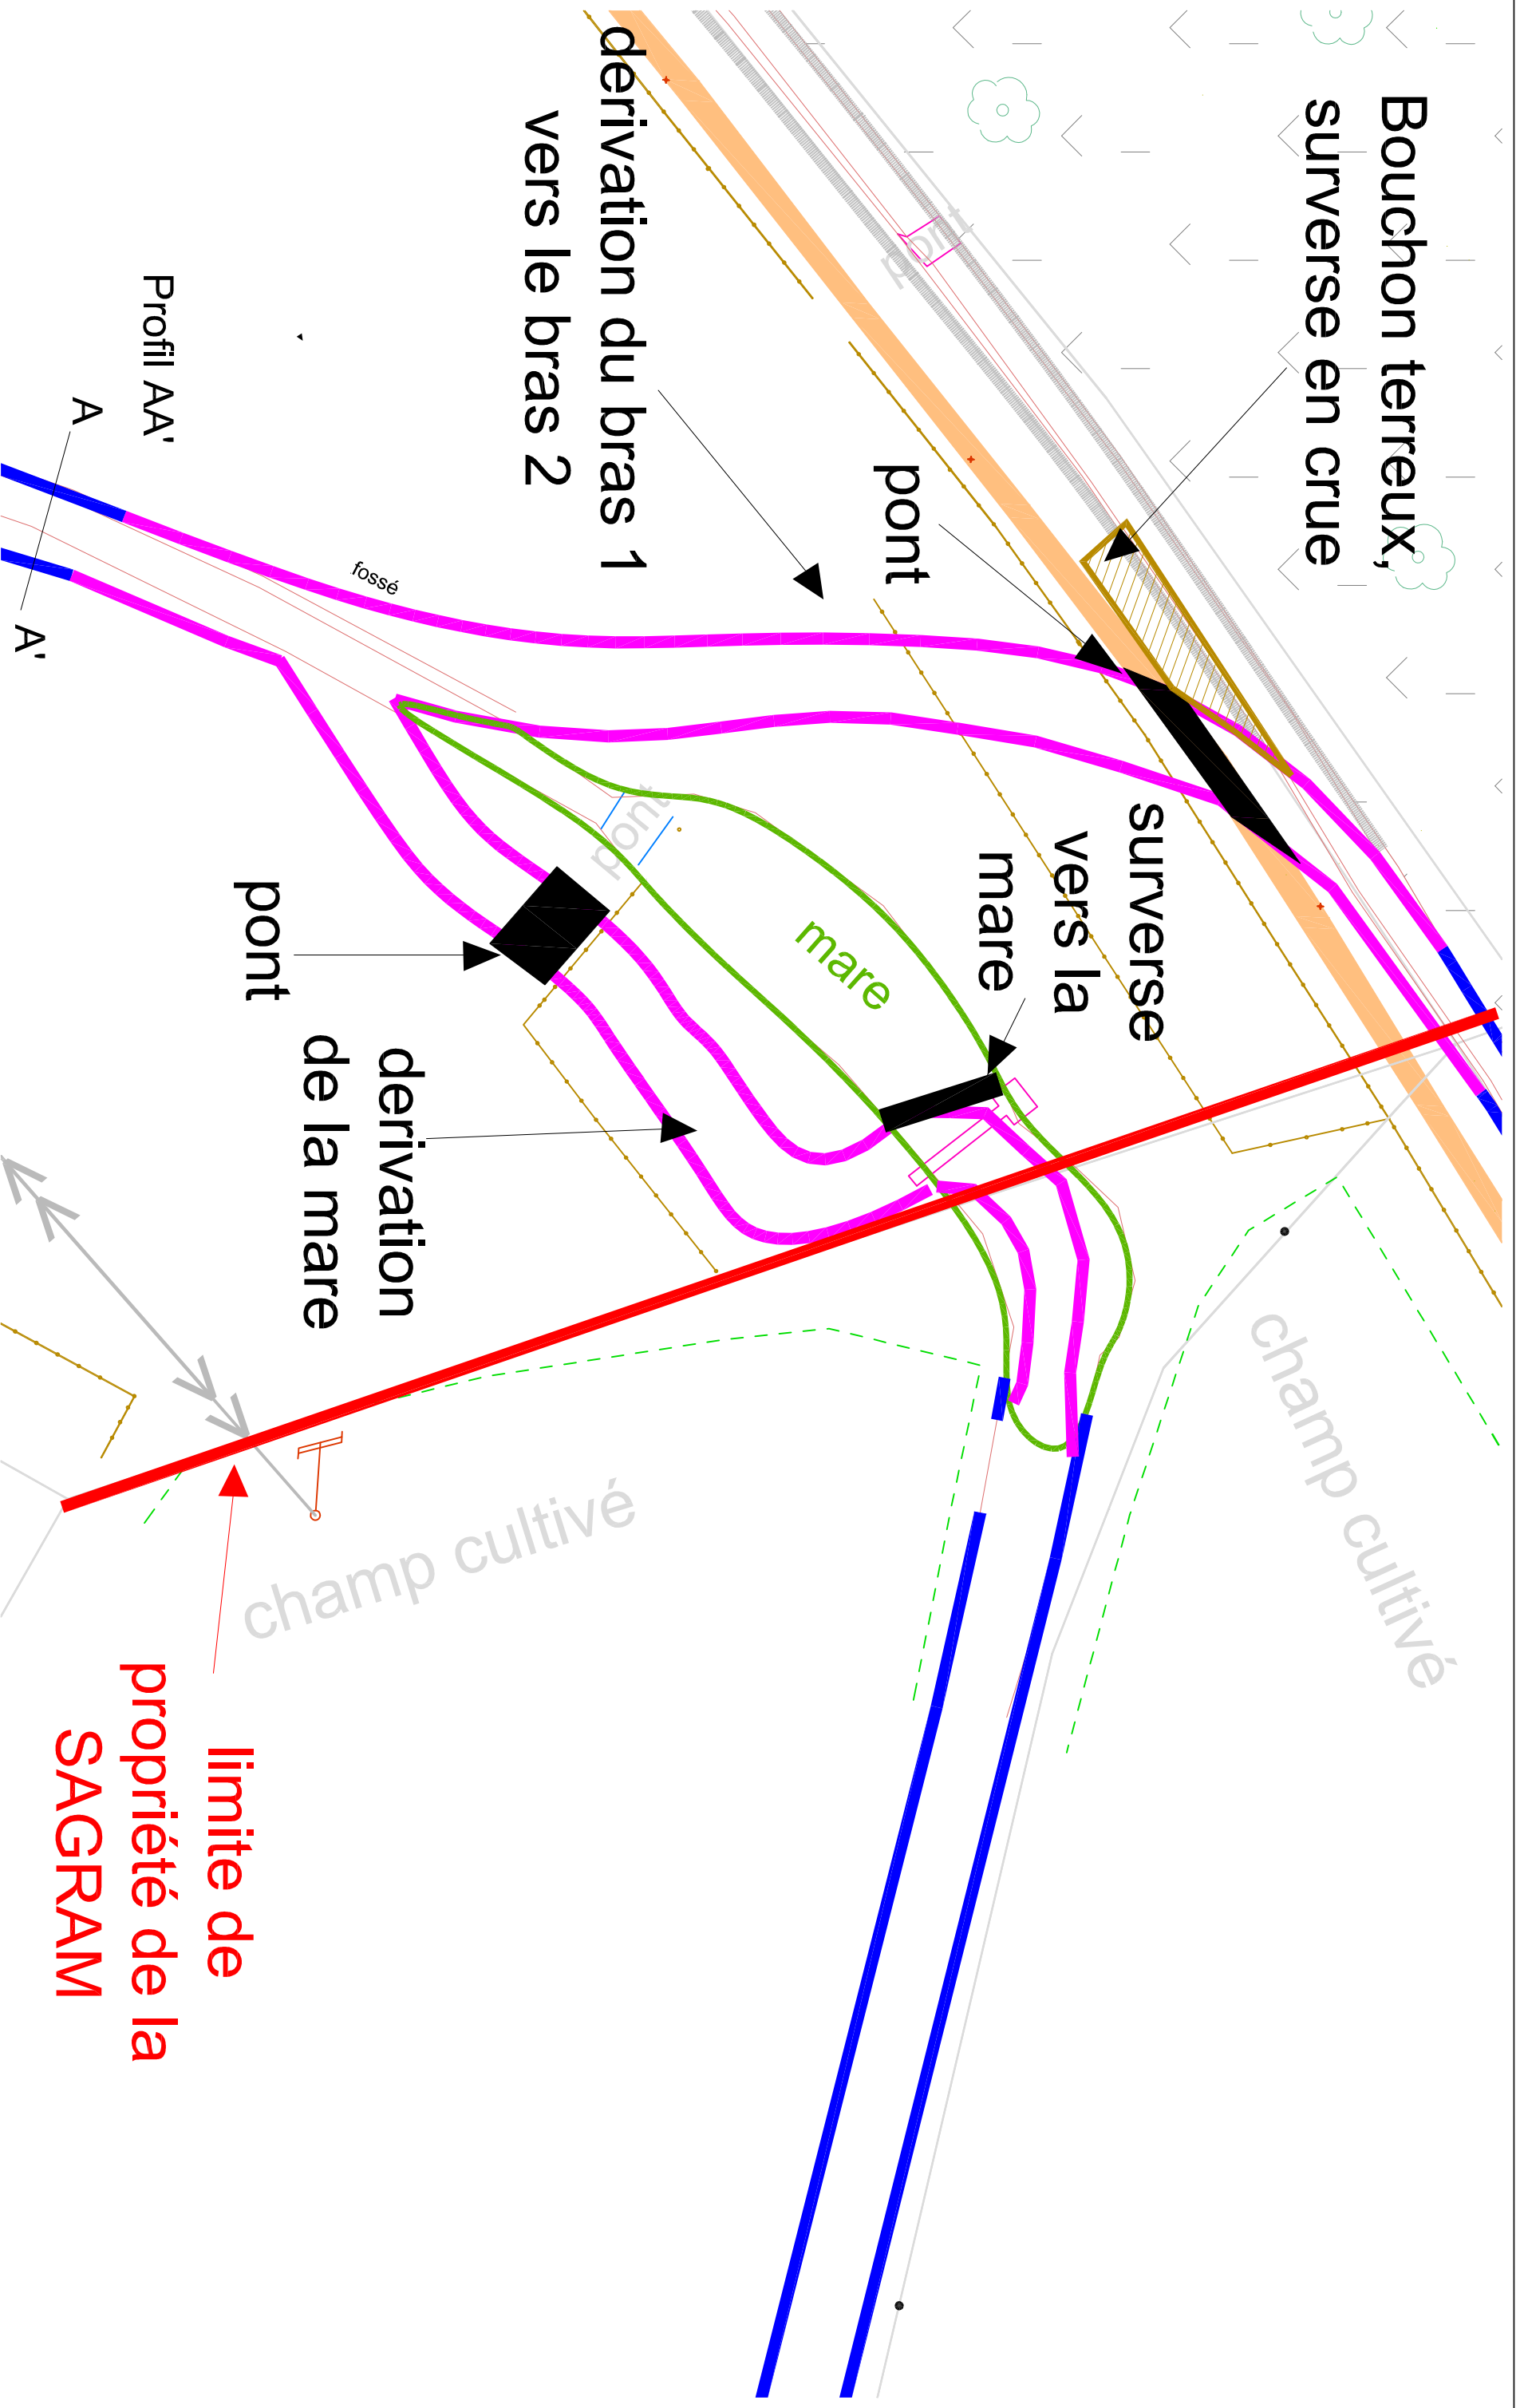 Bouchon terreux,
surverse en crue
derivation du bras 1
vers le bras 2
pont
pont
surverse
vers la
mare
Profil AA'
A
A'
fossé
pont
mare
pont
derivation
de la mare
champ cultivé
champ cultivé
limite de
propriété de la
SAGRAM